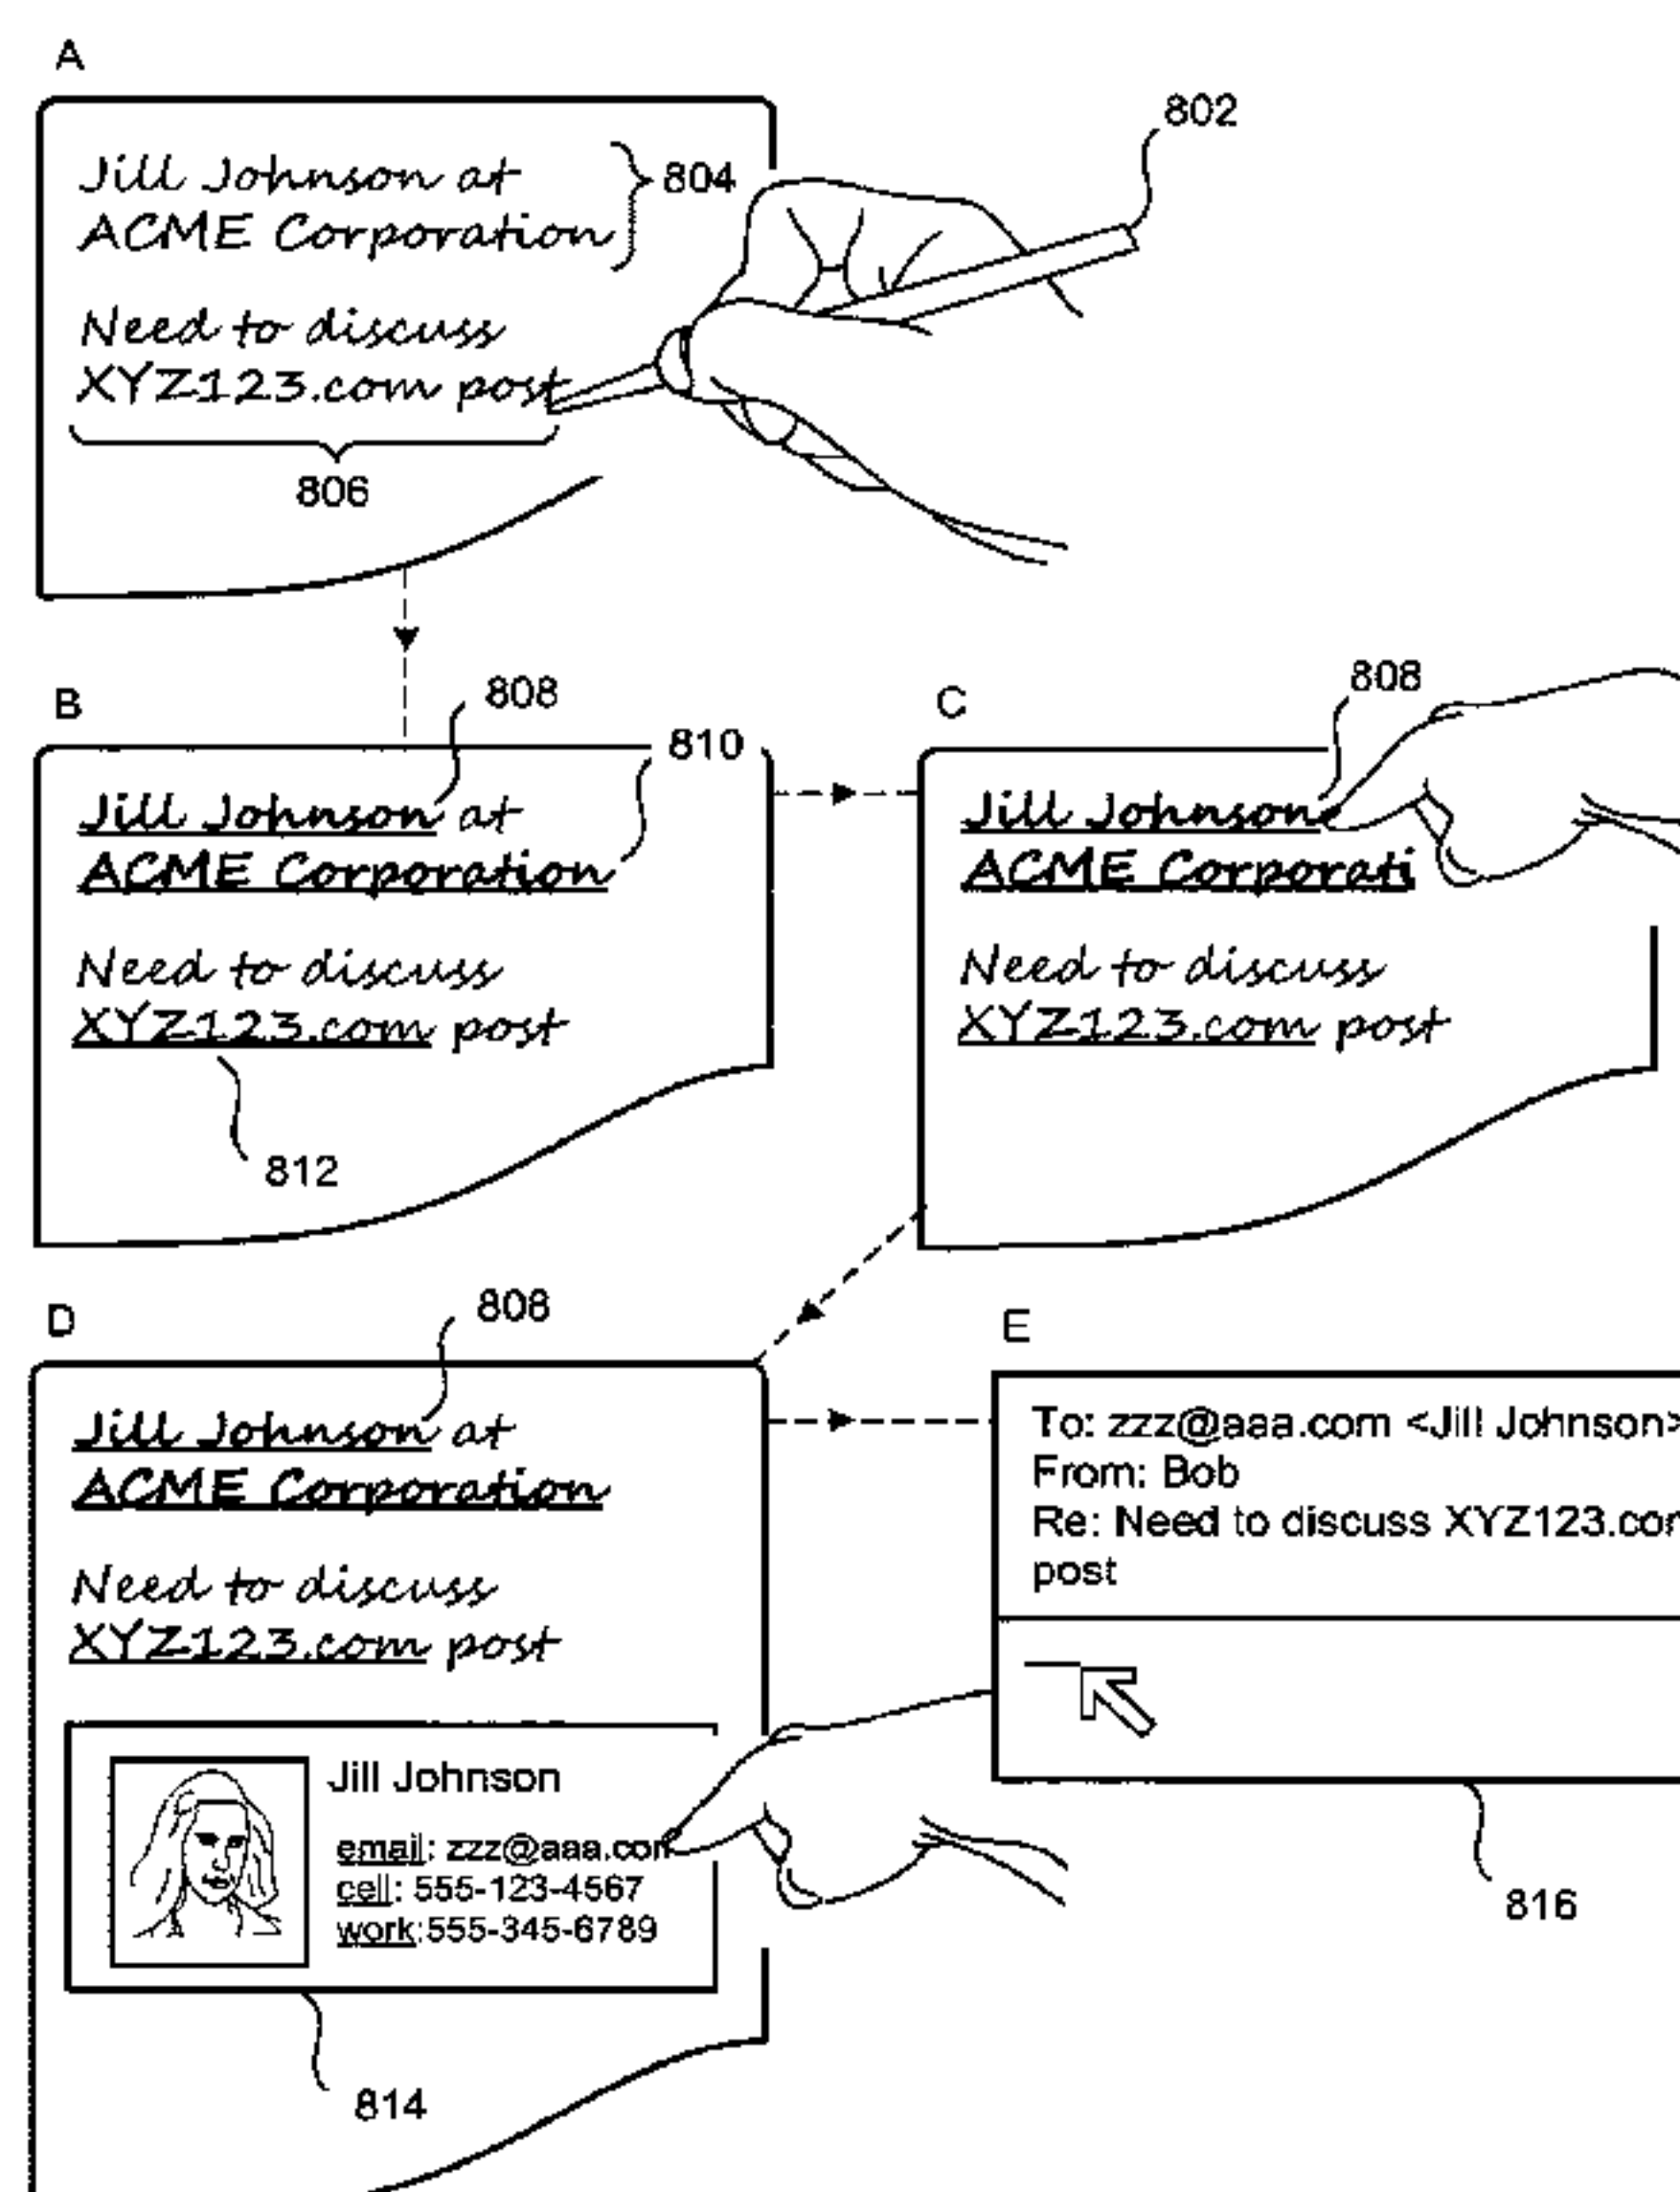 A
802
Jill Johnson at
804
ACME Corporation
Need to discuss
XYZ123.com post
806
B
808
810
Jill Johnson at
ACME Corporation
Need to discuss
XYZ123.com post
812
C
808
Jill Johnson
ACME Corporati
Need to discuss
XYZ123.com post
D
808
Jill Johnson at
ACME Corporation
Need to discuss
XYZ123.com post
Jill Johnson
email: zzz@aaa.com
cell: 555-123-4567
work:555-345-6789
814
E
To: zzz@aaa.com <Jill Johnson>
From: Bob
Re: Need to discuss XYZ123.com
post
816